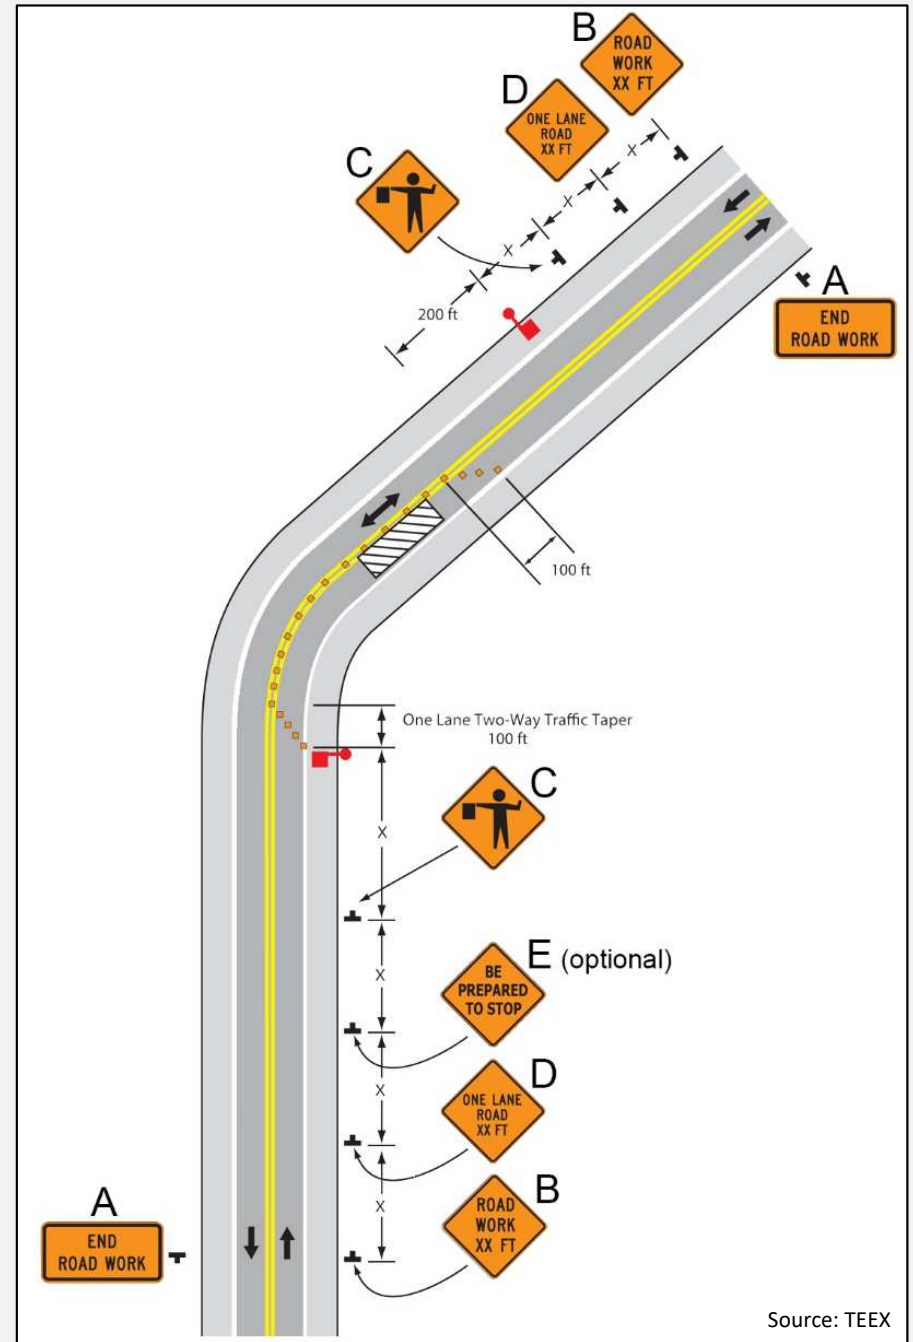 B
ROAD
WORK
XX FT
D
ONE LANE
ROAD
XX FT
C
X
X
X
200 ft
A
END
ROAD WORK
100 ft
One Lane Two-Way Traffic Taper
100 ft
C
X
E (optional)
BE
PREPARED
TO STOP
X
D
ONE LANE
ROAD
XX FT
X
B
ROAD
WORK
XX FT
X
A
END
ROAD WORK
Source: TEEX